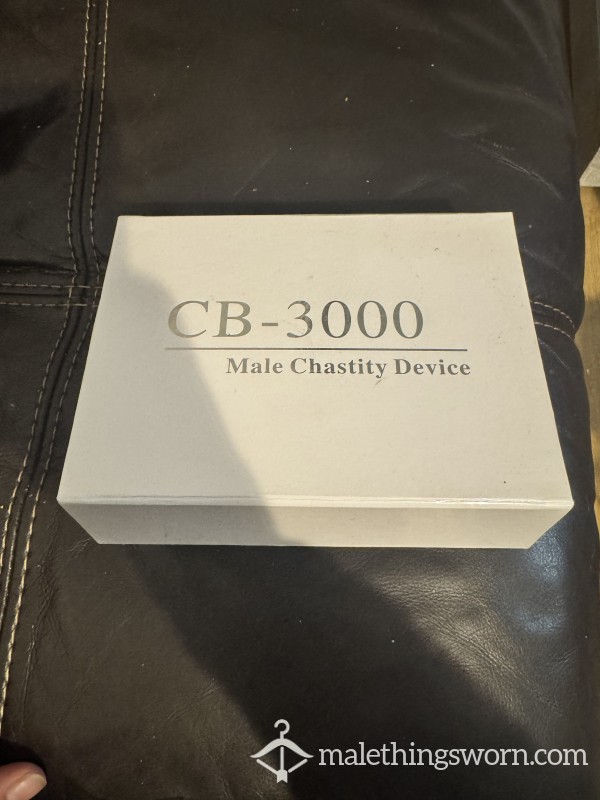 CB-3000
Male Chastity Device
malethingsworn.com